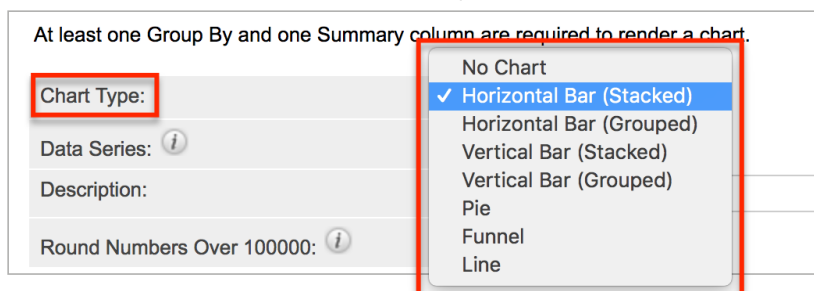 At least one Group By and one Summary column are required to render a chart.
Chart Type:
No Chart
✓ Horizontal Bar (Stacked)
Horizontal Bar (Grouped)
Vertical Bar (Stacked)
Vertical Bar (Grouped)
Pie
Funnel
Line
Data Series: i
Description:
Round Numbers Over 100000: i